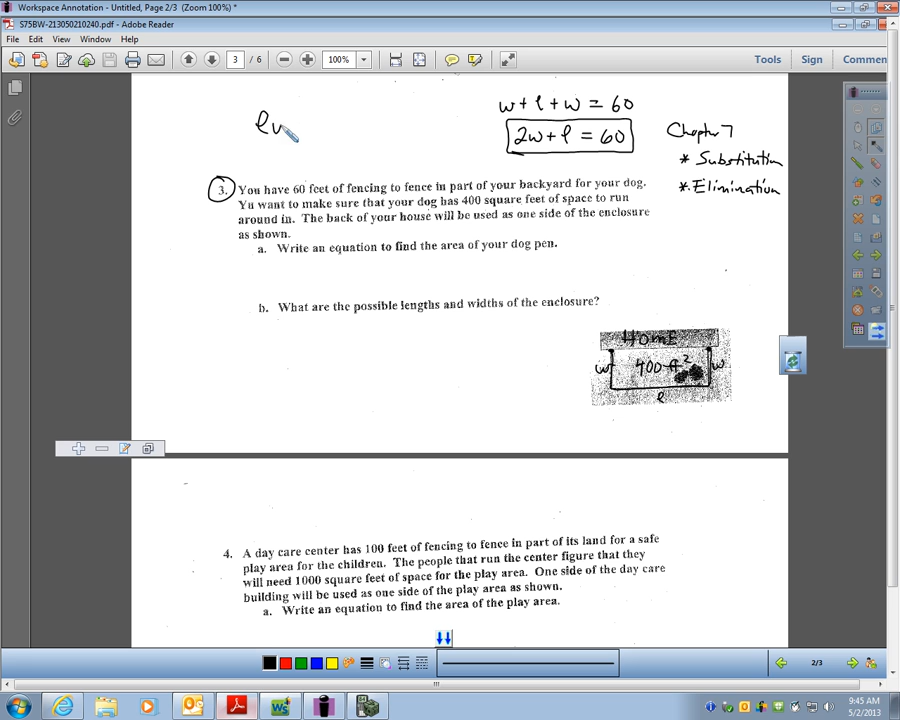 Workspace Annotation - Untitled, Page 2/3 (Zoom 100%) *
S75BW-213050210240.pdf - Adobe Reader
File Edit View Window Help
3 / 6 100% Tools Sign Commen
w + l + w = 60
lw
2w + l = 60
Chapter 7
* Substitution
* Elimination
3. You have 60 feet of fencing to fence in part of your backyard for your dog.
Yu want to make sure that your dog has 400 square feet of space to run
around in. The back of your house will be used as one side of the enclosure
as shown.
a. Write an equation to find the area of your dog pen.
b. What are the possible lengths and widths of the enclosure?
HOME
w 400 ft² w
l
4. A day care center has 100 feet of fencing to fence in part of its land for a safe
play area for the children. The people that run the center figure that they
will need 1000 square feet of space for the play area. One side of the day care
building will be used as one side of the play area as shown.
a. Write an equation to find the area of the play area.
2/3
9:45 AM
5/2/2013